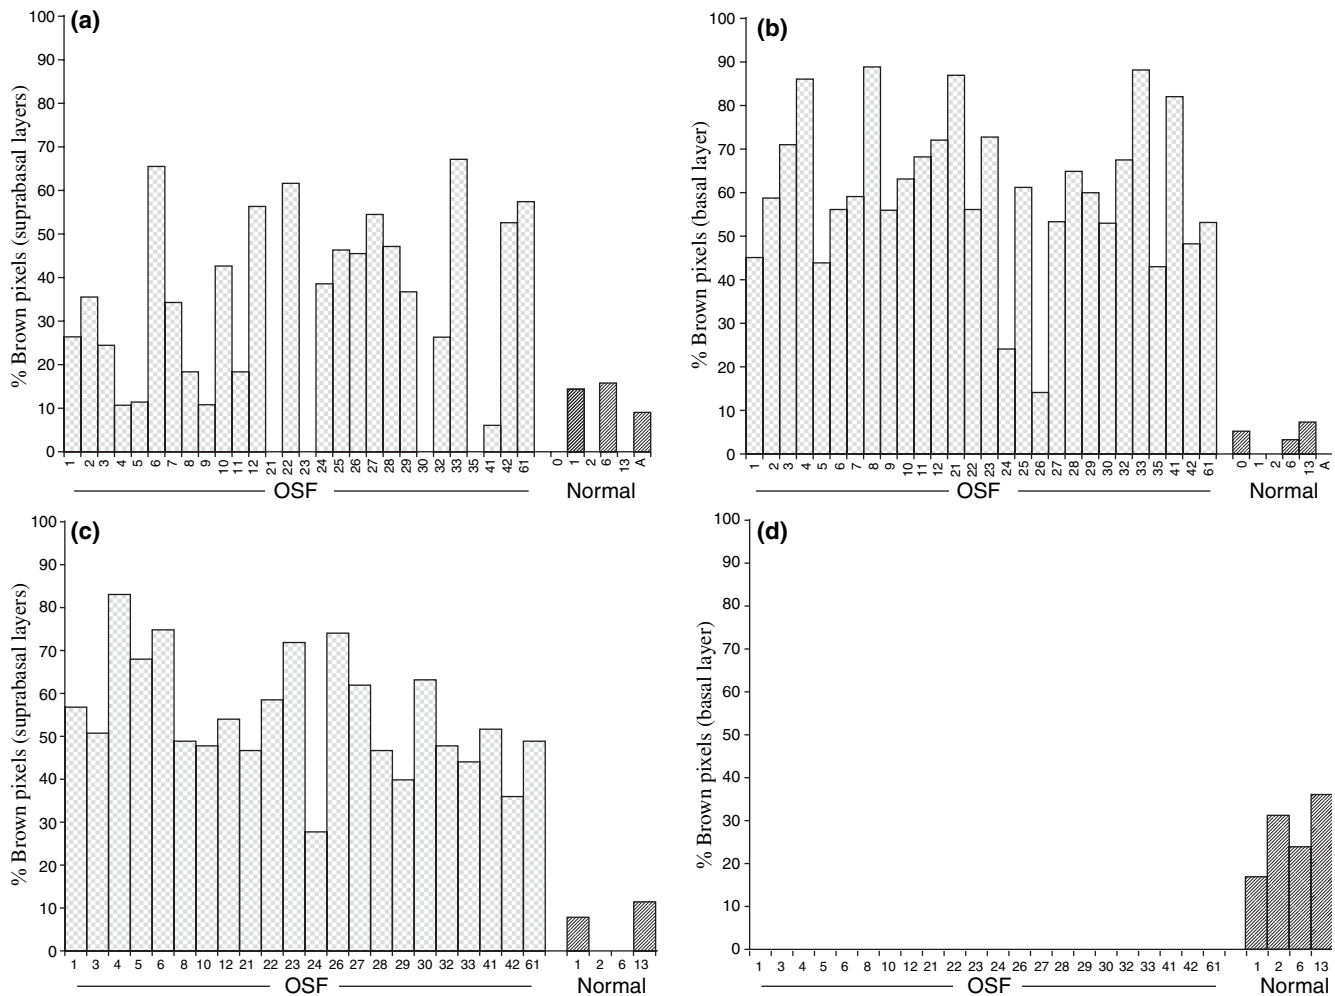 (a)
% Brown pixels (suprabasal layers)
100
90
80
70
60
50
40
30
20
10
0
1 2 3 4 5 6 7 8 9 10 11 12 21 22 23 24 25 26 27 28 29 30 32 33 35 41 42 61 0 1 2 6 13 A
OSF Normal
(b)
% Brown pixels (basal layer)
100
90
80
70
60
50
40
30
20
10
0
1 2 3 4 5 6 7 8 9 10 11 12 21 22 23 24 25 26 27 28 29 30 32 33 35 41 42 61 0 1 2 6 13 A
OSF Normal
(c)
% Brown pixels (suprabasal layers)
100
90
80
70
60
50
40
30
20
10
0
1 3 4 5 6 8 10 12 21 22 23 24 26 27 28 29 30 32 33 41 42 61 1 2 6 13
OSF Normal
(d)
% Brown pixels (basal layer)
100
90
80
70
60
50
40
30
20
10
0
1 3 4 5 6 8 10 12 21 22 23 24 26 27 28 29 30 32 33 41 42 61 1 2 6 13
OSF Normal